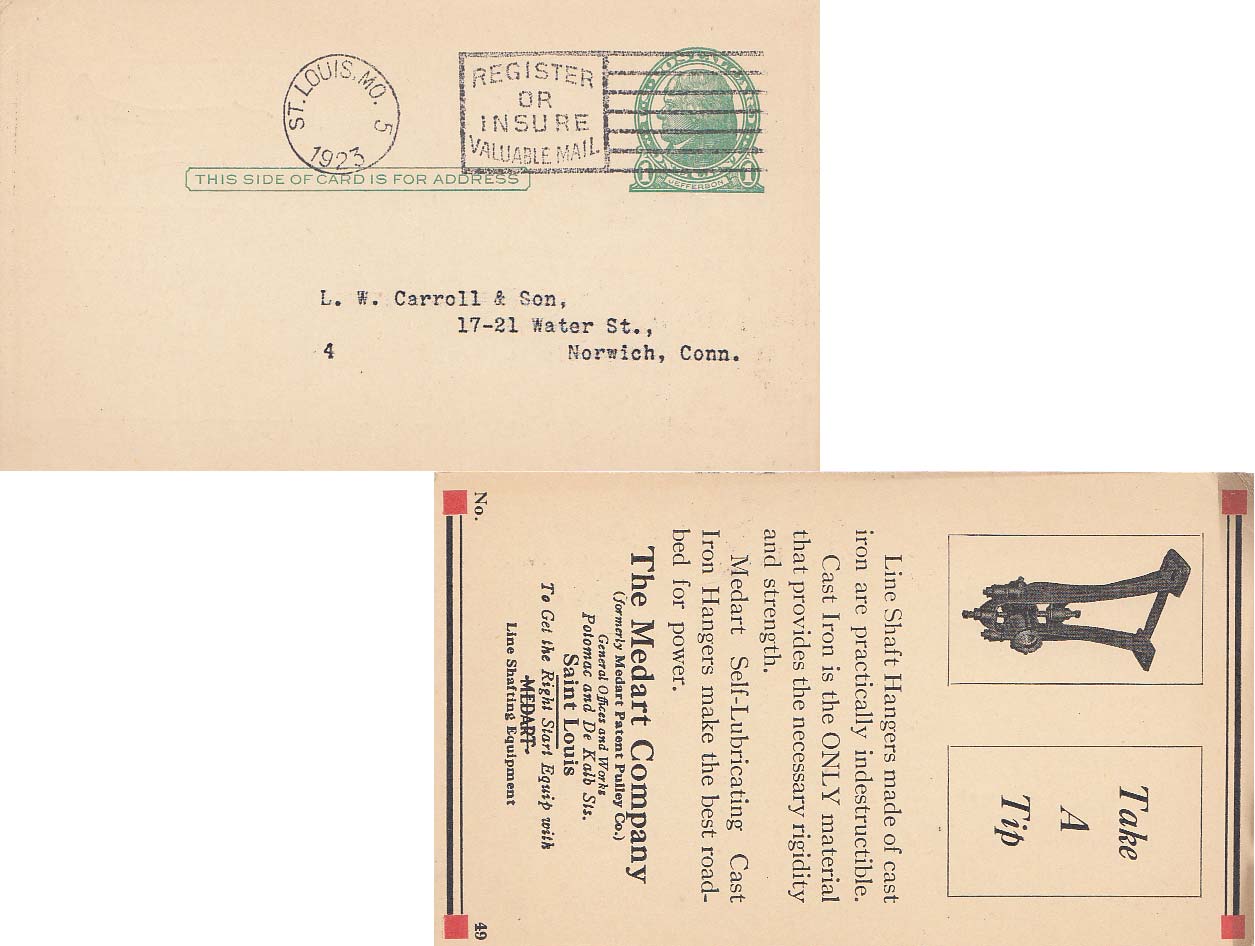 ST. LOUIS, MO. 5
1923
REGISTER
OR
INSURE
VALUABLE MAIL
THIS SIDE OF CARD IS FOR ADDRESS
1 JEFFERSON 1
L. W. Carroll & Son,
17-21 Water St.,
4 Norwich, Conn.
Take
A
Tip
Line Shaft Hangers made of cast
iron are practically indestructible.
Cast Iron is the ONLY material
that provides the necessary rigidity
and strength.
Medart Self-Lubricating Cast
Iron Hangers make the best road-
bed for power.
The Medart Company
(formerly Medart Patent Pulley Co.)
General Offices and Works
Potomac and De Kalb Sts.
Saint Louis
To Get the Right Start Equip with
-MEDART-
Line Shafting Equipment
No. 49